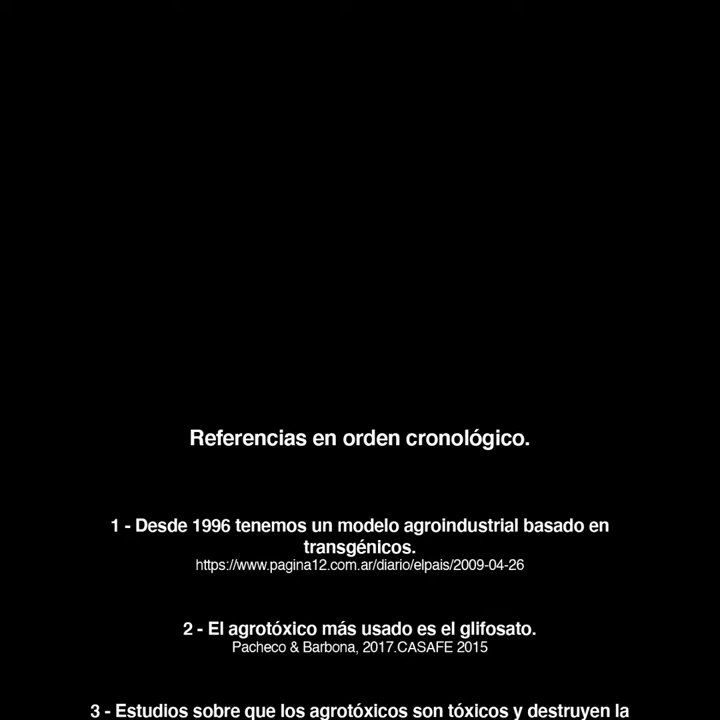 Referencias en orden cronológico.
1 - Desde 1996 tenemos un modelo agroindustrial basado en
transgénicos.
https://www.pagina12.com.ar/diario/elpais/2009-04-26
2 - El agrotóxico más usado es el glifosato.
Pacheco & Barbona, 2017.CASAFE 2015
3 - Estudios sobre que los agrotóxicos son tóxicos y destruyen la